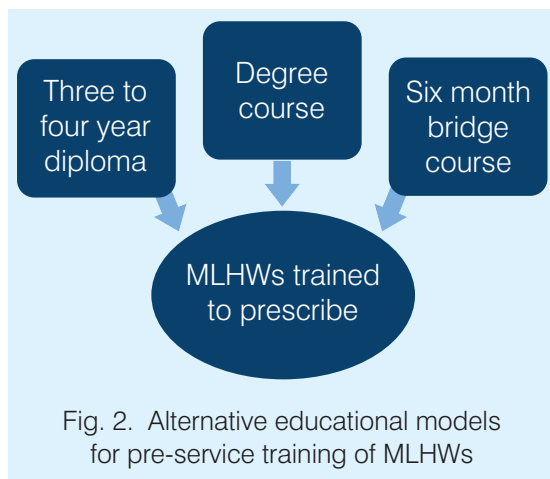 Three to
four year
diploma
Degree
course
Six month
bridge
course
MLHWs trained
to prescribe
Fig. 2. Alternative educational models
for pre-service training of MLHWs